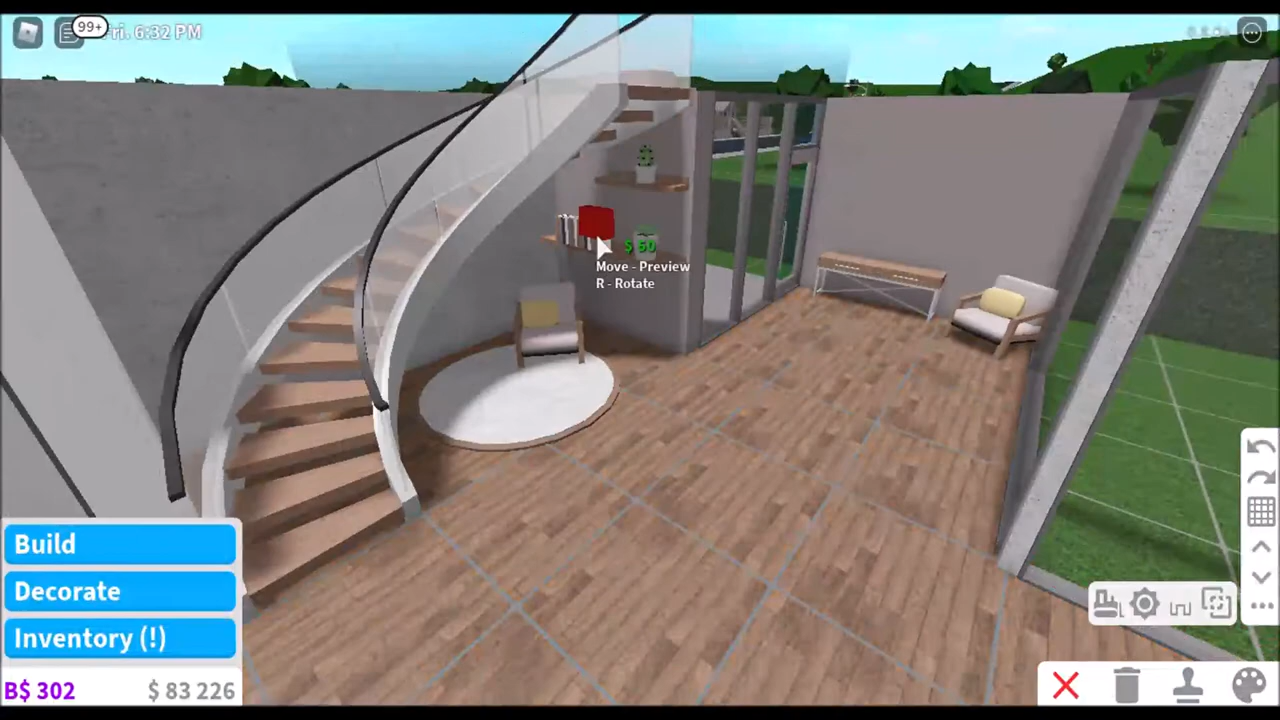 99+
Fri. 6:32 PM
$ 60
Move - Preview
R - Rotate
Build
Decorate
Inventory (!)
B$ 302
$ 83 226